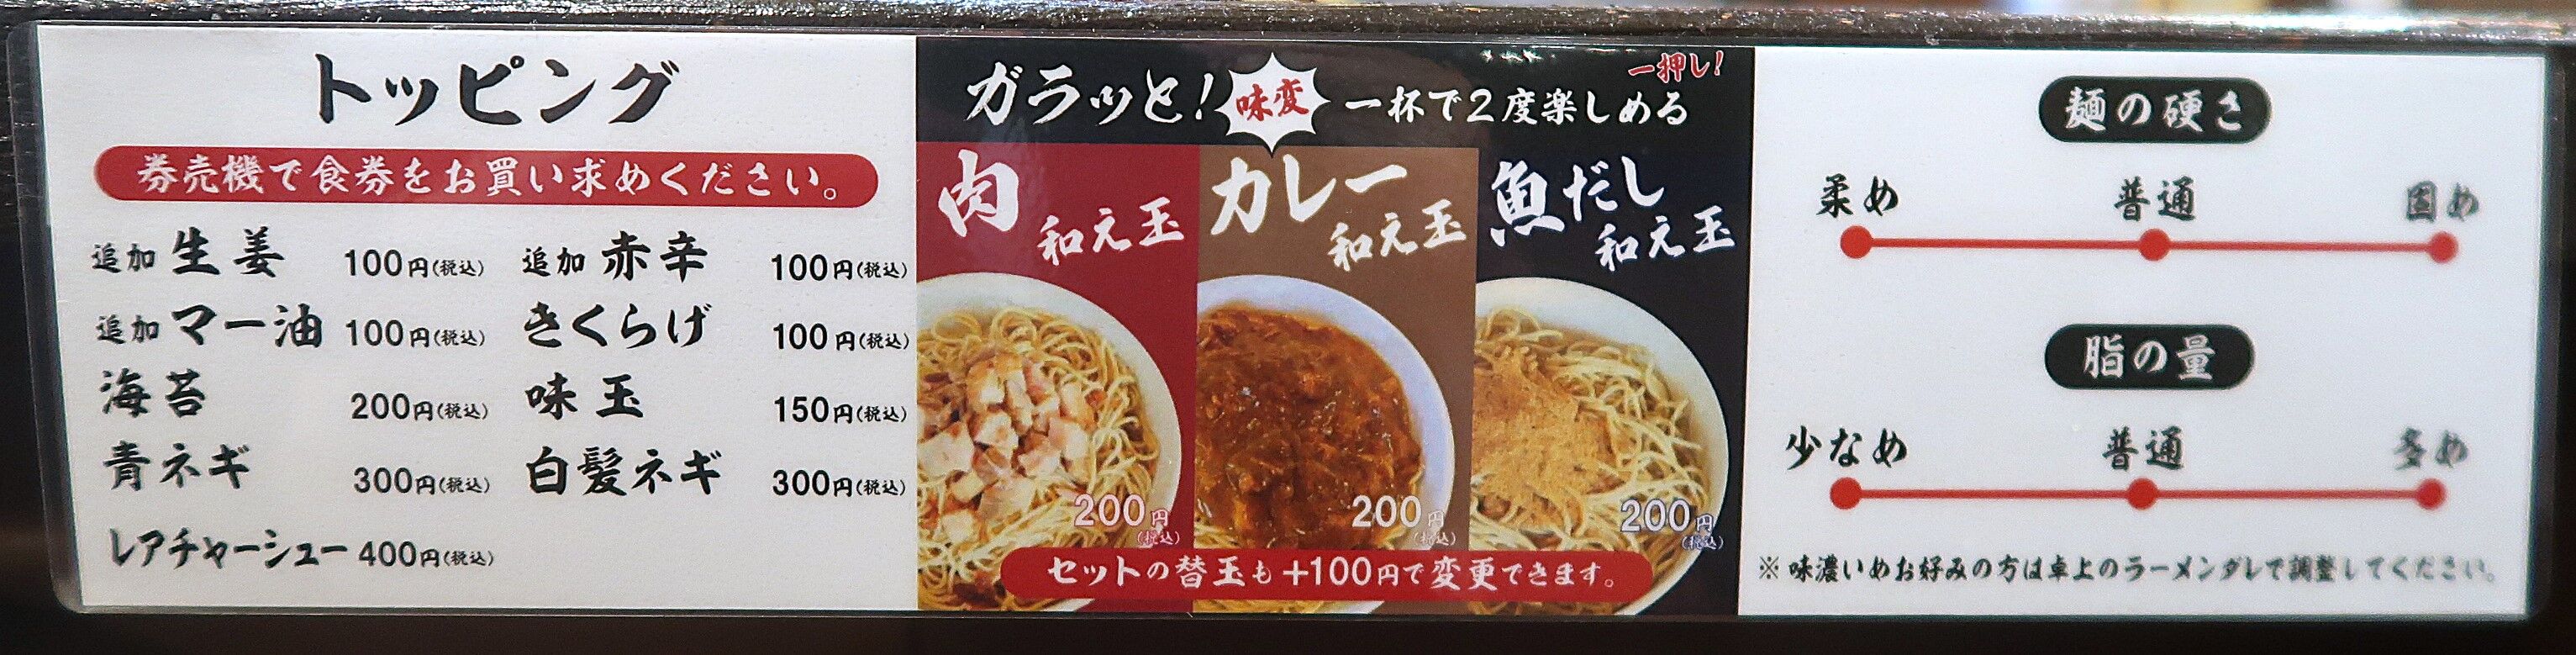 トッピング
券売機で食券をお買い求めください。
追加 生姜 100円(税込) 追加 赤辛 100円(税込)
追加 マー油 100円(税込) きくらげ 100円(税込)
海苔 200円(税込) 味玉 150円(税込)
青ネギ 300円(税込) 白髪ネギ 300円(税込)
レアチャーシュー 400円(税込)
一押し!
ガラッと! 味変 一杯で2度楽しめる
肉 和え玉
200円(税込)
カレー 和え玉
200円(税込)
魚だし 和え玉
200円(税込)
セットの替玉も+100円で変更できます。
麺の硬さ
柔め 普通 固め
脂の量
少なめ 普通 多め
※味濃いめお好みの方は卓上のラーメンダレで調整してください。